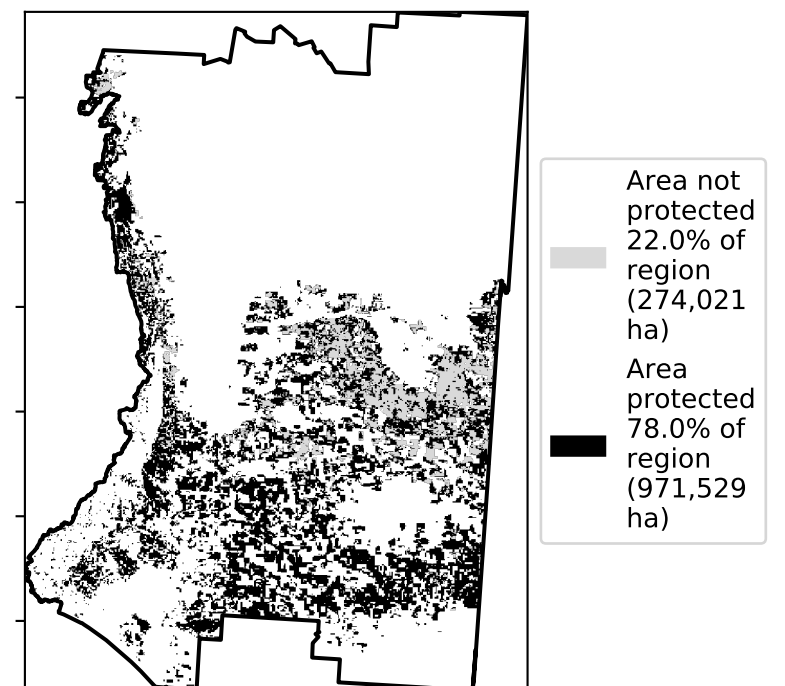 Area not
protected
22.0% of
region
(274,021
ha)
Area
protected
78.0% of
region
(971,529
ha)